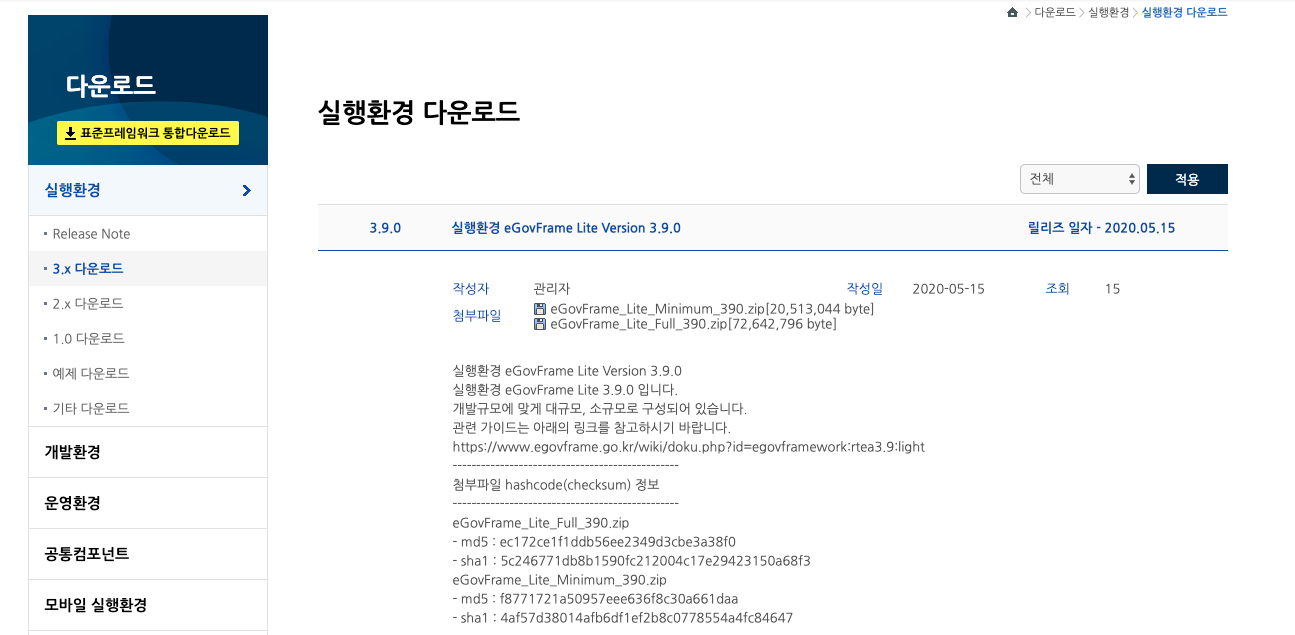 다운로드 > 실행환경 > 실행환경 다운로드
다운로드
표준프레임워크 통합다운로드
실행환경
Release Note
3.x 다운로드
2.x 다운로드
1.0 다운로드
예제 다운로드
기타 다운로드
개발환경
운영환경
공통컴포넌트
모바일 실행환경
실행환경 다운로드
전체 적용
3.9.0 실행환경 eGovFrame Lite Version 3.9.0 릴리즈 일자 - 2020.05.15
작성자 관리자 작성일 2020-05-15 조회 15
첨부파일 eGovFrame_Lite_Minimum_390.zip[20,513,044 byte]
eGovFrame_Lite_Full_390.zip[72,642,796 byte]
실행환경 eGovFrame Lite Version 3.9.0
실행환경 eGovFrame Lite 3.9.0 입니다.
개발규모에 맞게 대규모, 소규모로 구성되어 있습니다.
관련 가이드는 아래의 링크를 참고하시기 바랍니다.
https://www.egovframe.go.kr/wiki/doku.php?id=egovframework:rtea3.9:light
------------------------------------------------
첨부파일 hashcode(checksum) 정보
------------------------------------------------
eGovFrame_Lite_Full_390.zip
- md5 : ec172ce1f1ddb56ee2349d3cbe3a38f0
- sha1 : 5c246771db8b1590fc212004c17e29423150a68f3
eGovFrame_Lite_Minimum_390.zip
- md5 : f8771721a50957eee636f8c30a661daa
- sha1 : 4af57d38014afb6df1ef2b8c0778554a4fc84647